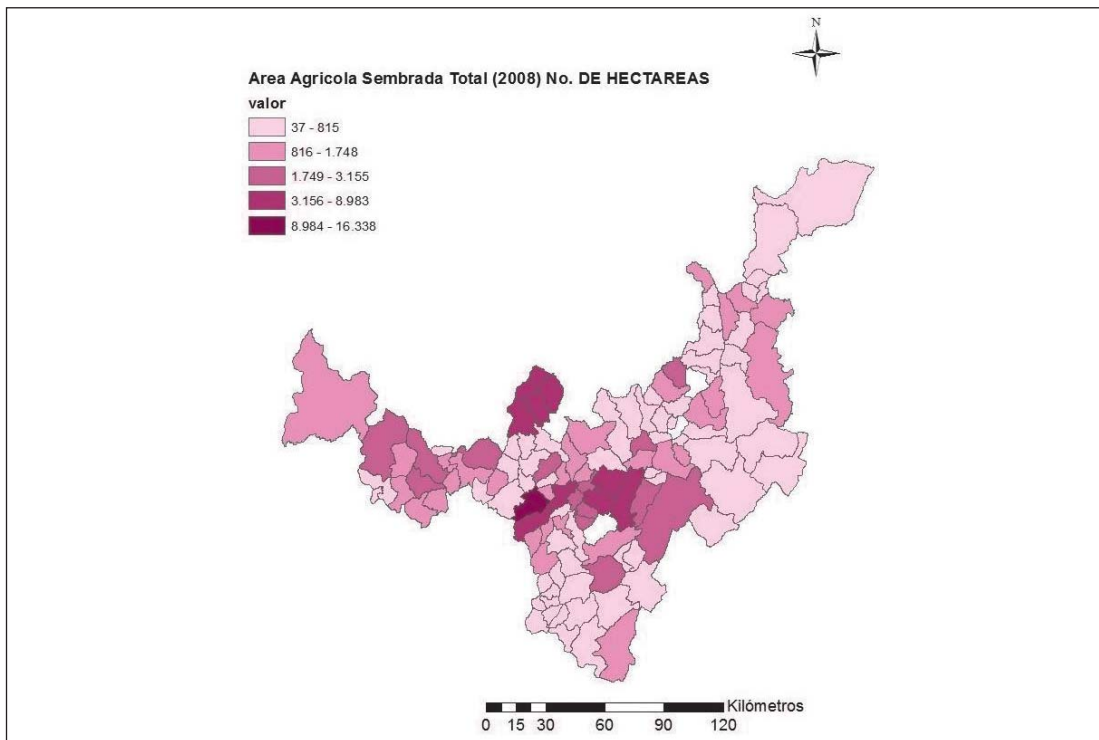 N
Area Agricola Sembrada Total (2008) No. DE HECTAREAS
valor
37 - 815
816 - 1.748
1.749 - 3.155
3.156 - 8.983
8.984 - 16.338
Kilómetros
0 15 30 60 90 120